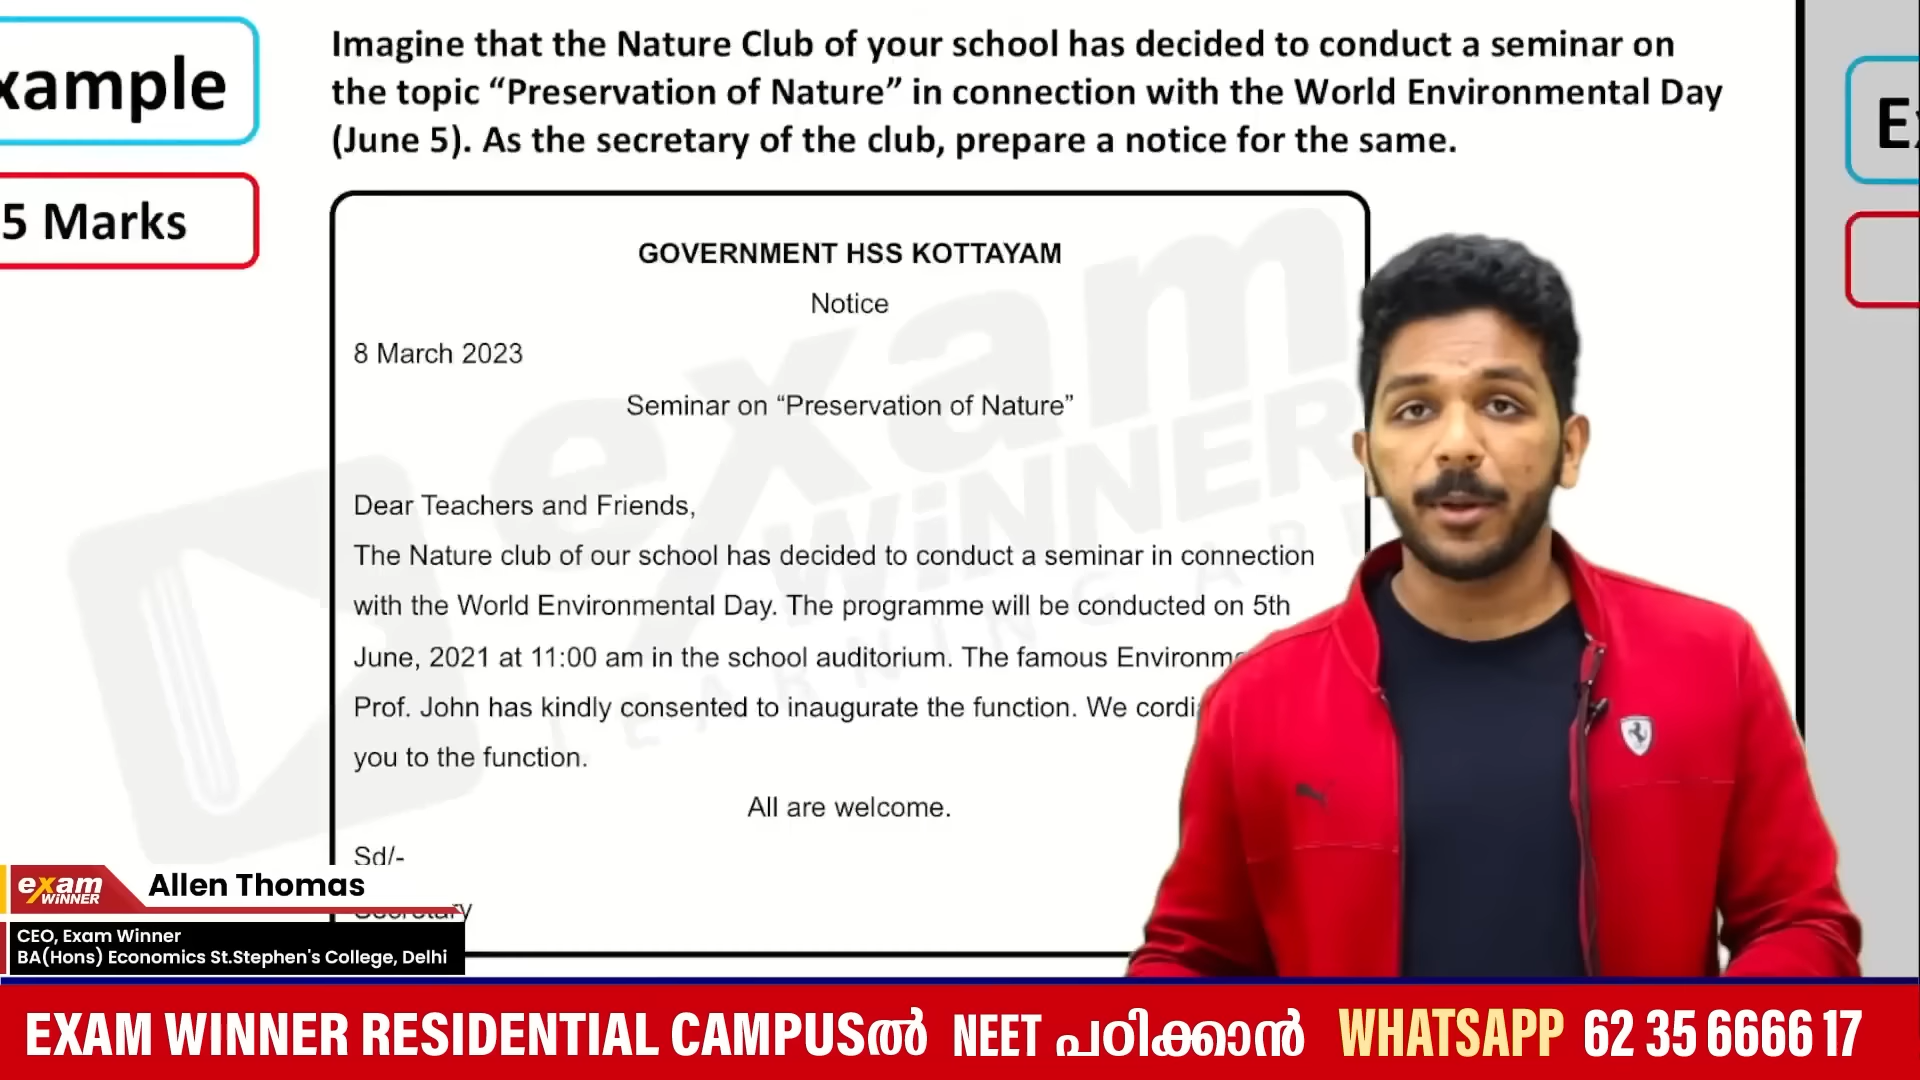 xample
5 Marks
Imagine that the Nature Club of your school has decided to conduct a seminar on
the topic “Preservation of Nature” in connection with the World Environmental Day
(June 5). As the secretary of the club, prepare a notice for the same.
GOVERNMENT HSS KOTTAYAM
Notice
8 March 2023
Seminar on “Preservation of Nature”
Dear Teachers and Friends,
The Nature club of our school has decided to conduct a seminar in connection
with the World Environmental Day. The programme will be conducted on 5th
June, 2021 at 11:00 am in the school auditorium. The famous
Prof. John has kindly consented to inaugurate the function. We
you to the function.
All are welcome.
Sd/-
Secretary
exam
WINNER
LEARNING
exam
WINNER
Allen Thomas
CEO, Exam Winner
BA(Hons) Economics St.Stephen's College, Delhi
EXAM WINNER RESIDENTIAL CAMPUSൽ NEET പഠിക്കാൻ WHATSAPP 62 35 6666 17